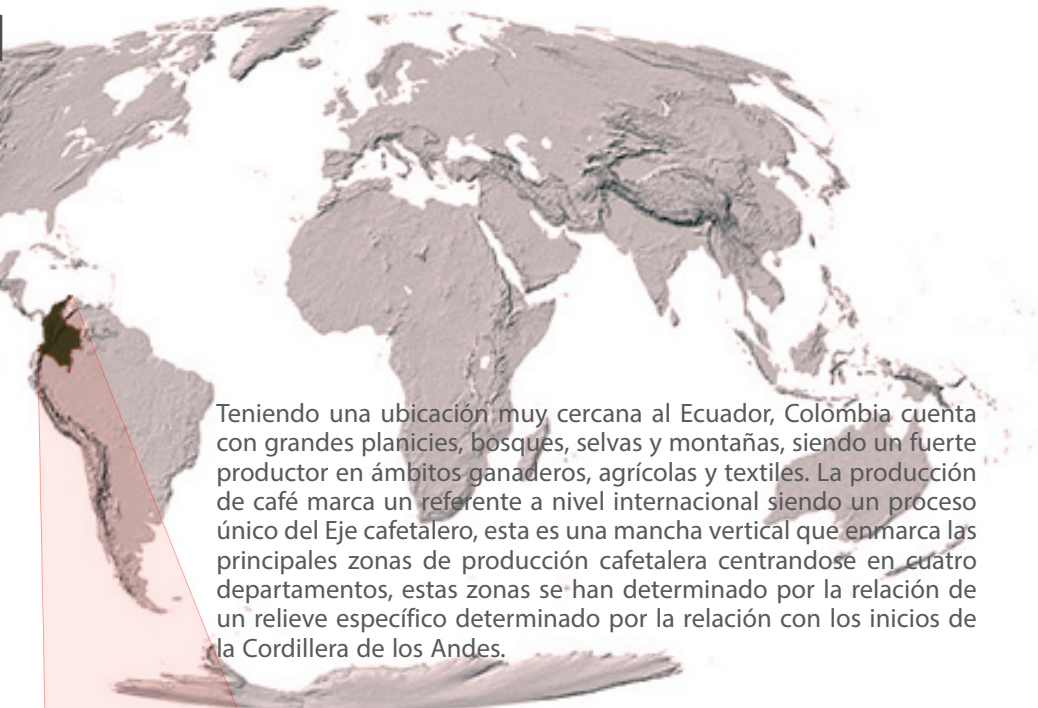 Teniendo una ubicación muy cercana al Ecuador, Colombia cuenta
con grandes planicies, bosques, selvas y montañas, siendo un fuerte
productor en ámbitos ganaderos, agrícolas y textiles. La producción
de café marca un referente a nivel internacional siendo un proceso
único del Eje cafetalero, esta es una mancha vertical que enmarca las
principales zonas de producción cafetalera centrandose en cuatro
departamentos, estas zonas se han determinado por la relación de
un relieve específico determinado por la relación con los inicios de
la Cordillera de los Andes.